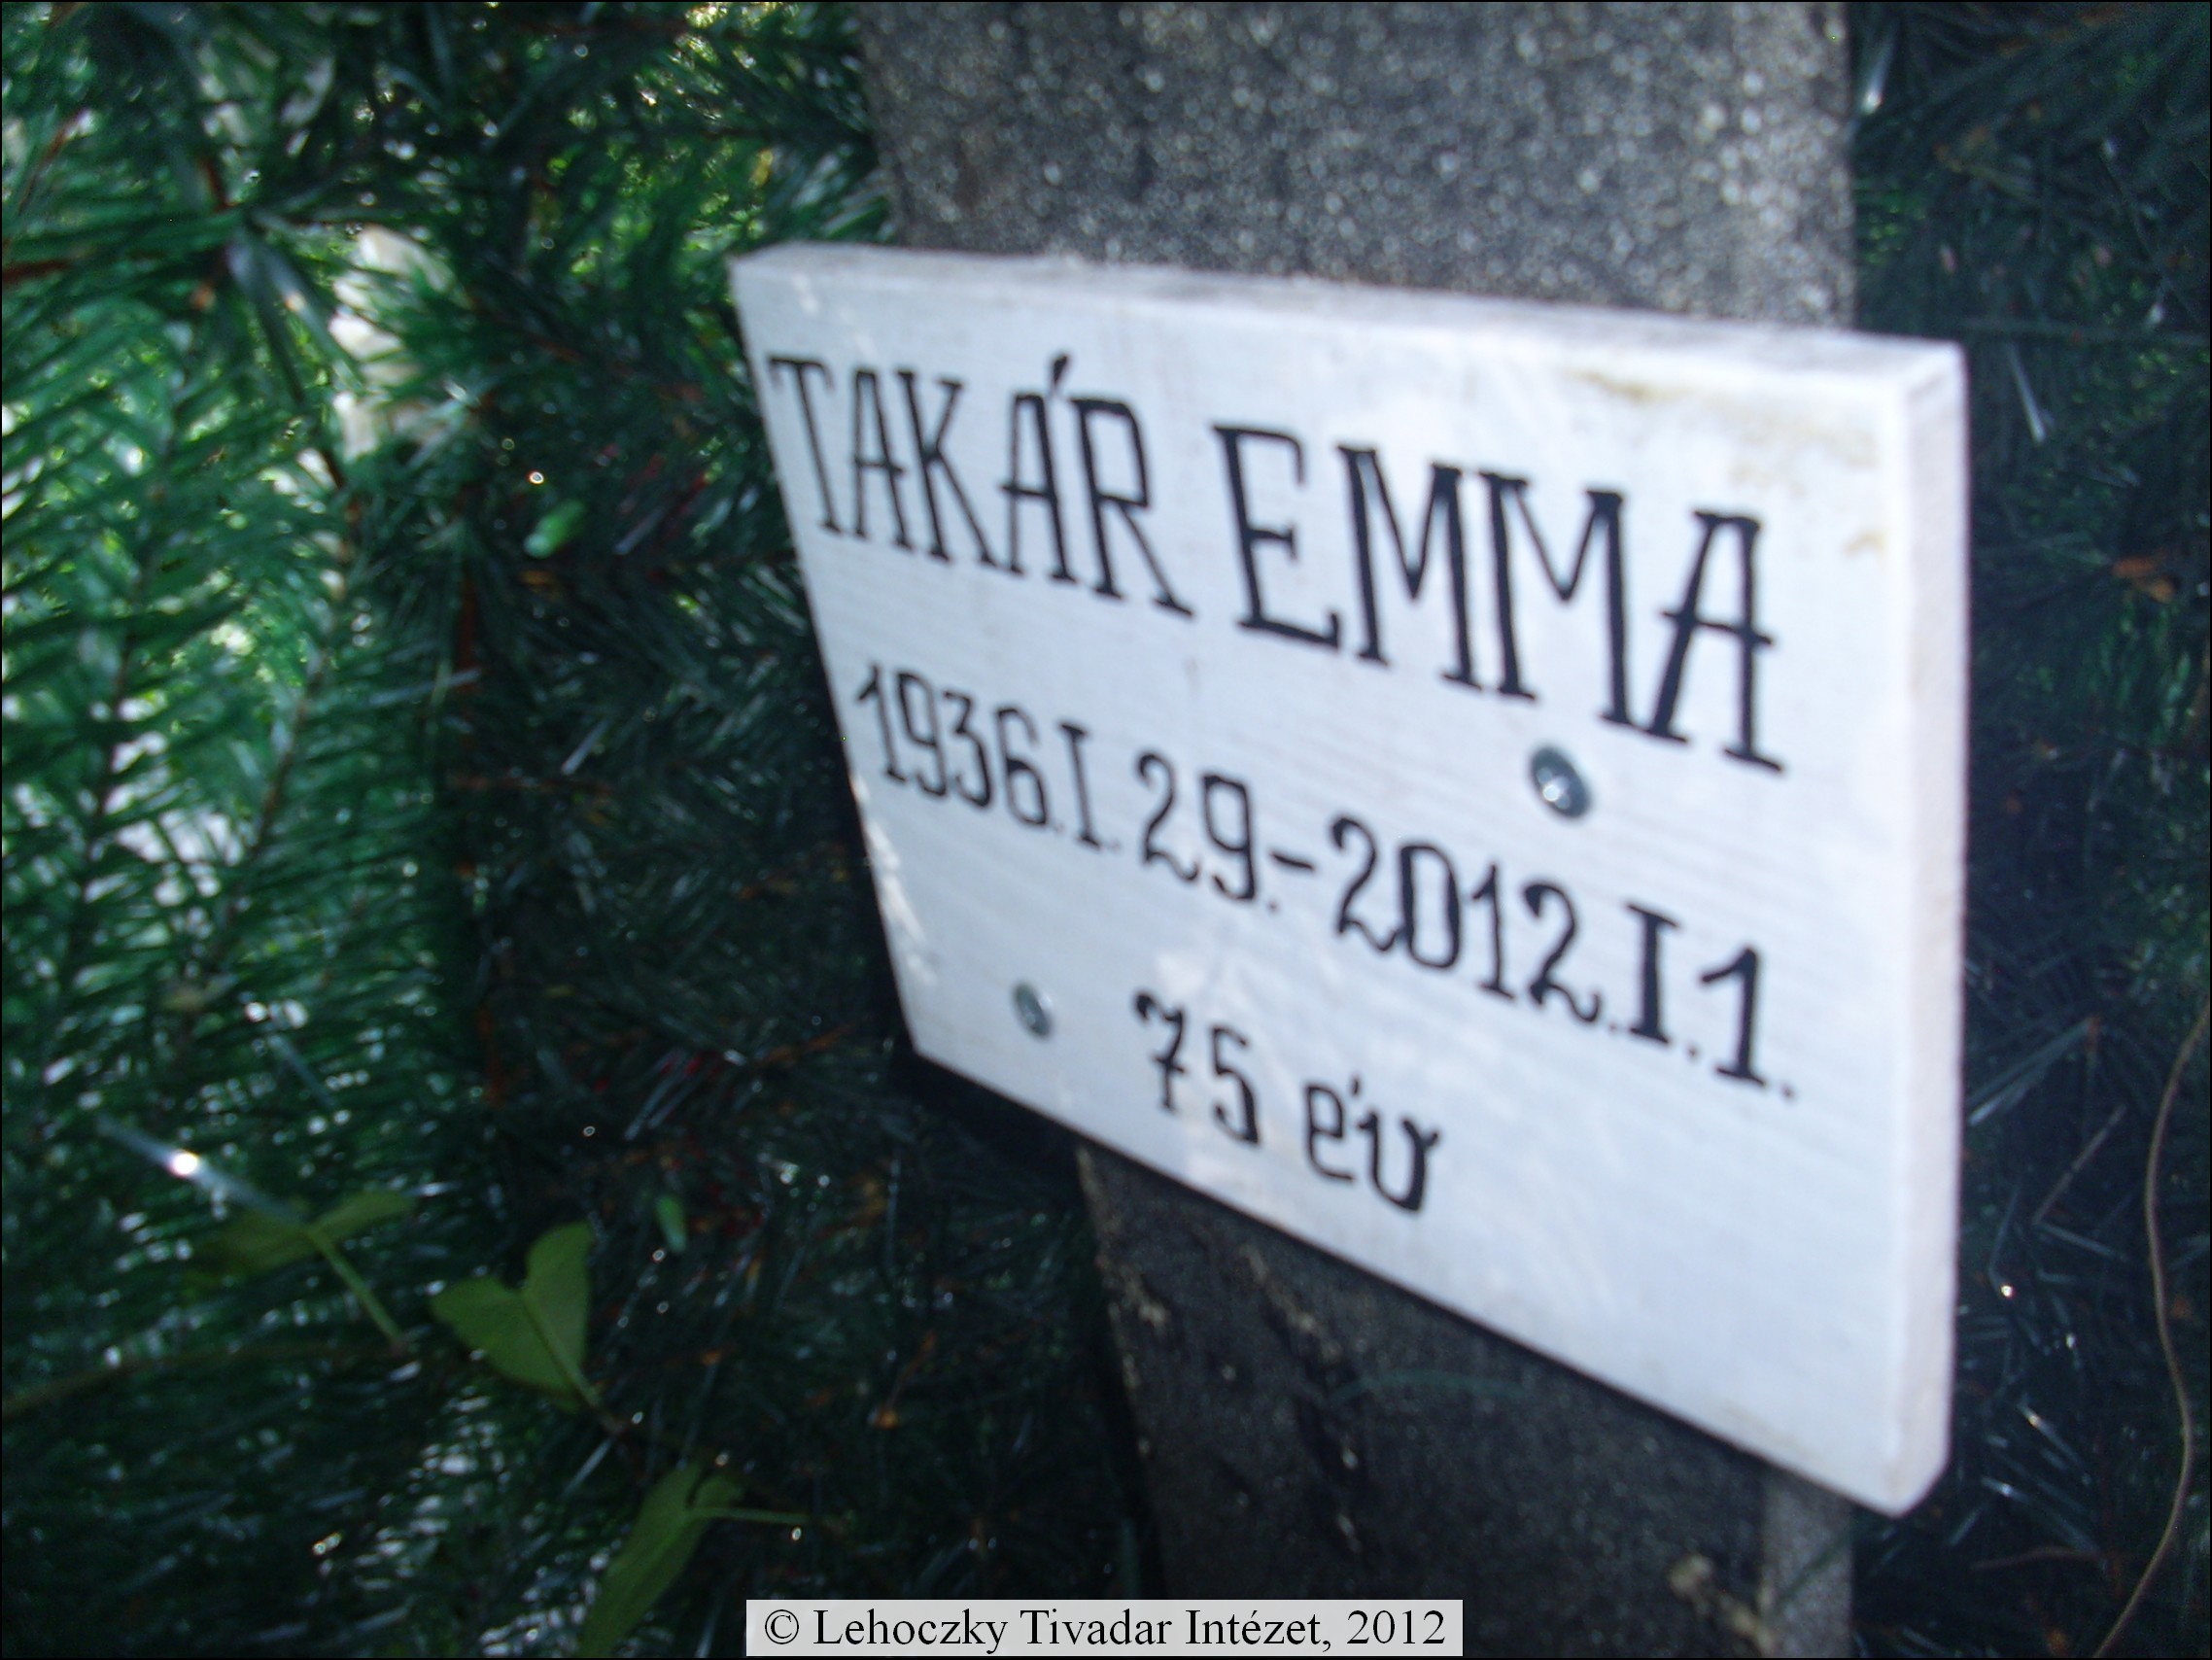 TAKÁR EMMA
1936.I.29.-2012.I.1.
75 év
© Lehoczky Tivadar Intézet, 2012